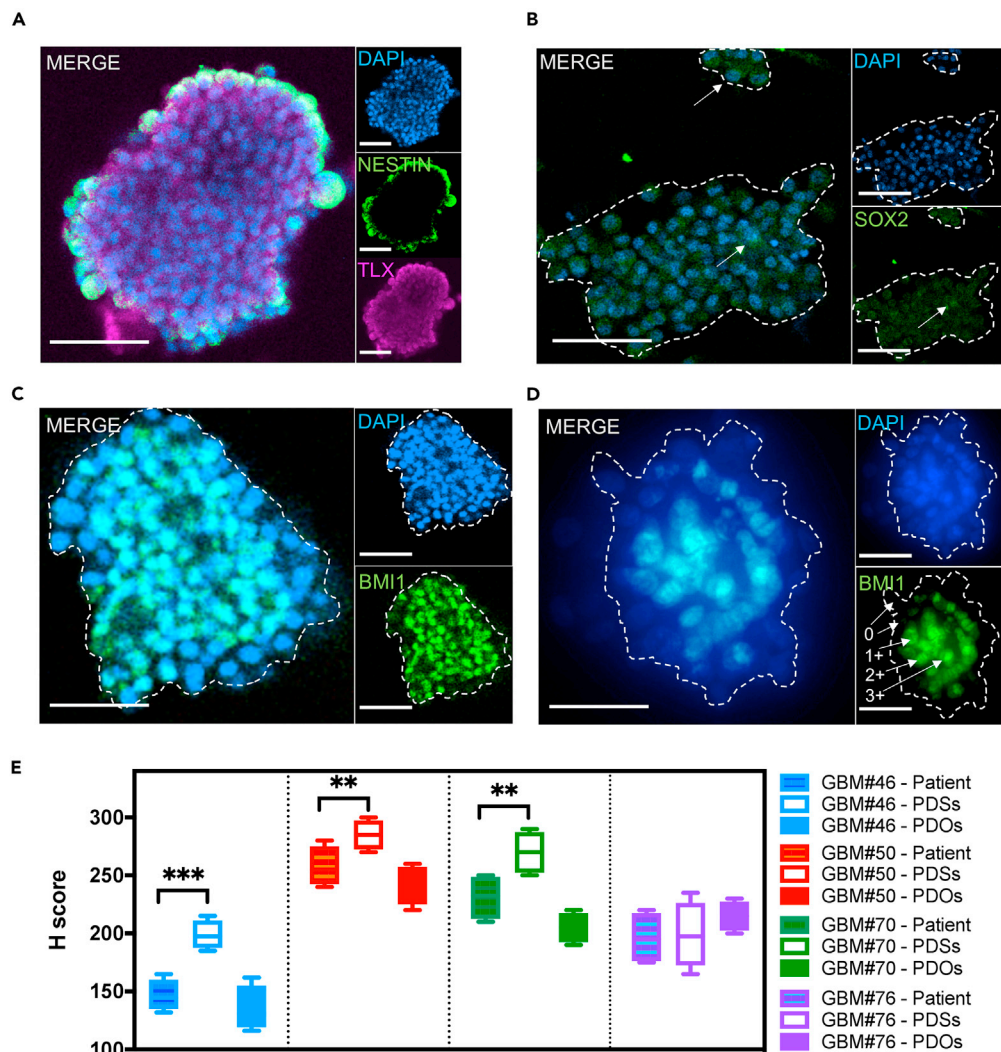 A
MERGE
DAPI
NESTIN
TLX
B
MERGE
DAPI
SOX2
C
MERGE
DAPI
BMI1
D
MERGE
DAPI
BMI1
0
1+
2+
3+
E
H score
300
250
200
150
100
***
**
**
GBM#46 - Patient
GBM#46 - PDSs
GBM#46 - PDOs
GBM#50 - Patient
GBM#50 - PDSs
GBM#50 - PDOs
GBM#70 - Patient
GBM#70 - PDSs
GBM#70 - PDOs
GBM#76 - Patient
GBM#76 - PDSs
GBM#76 - PDOs